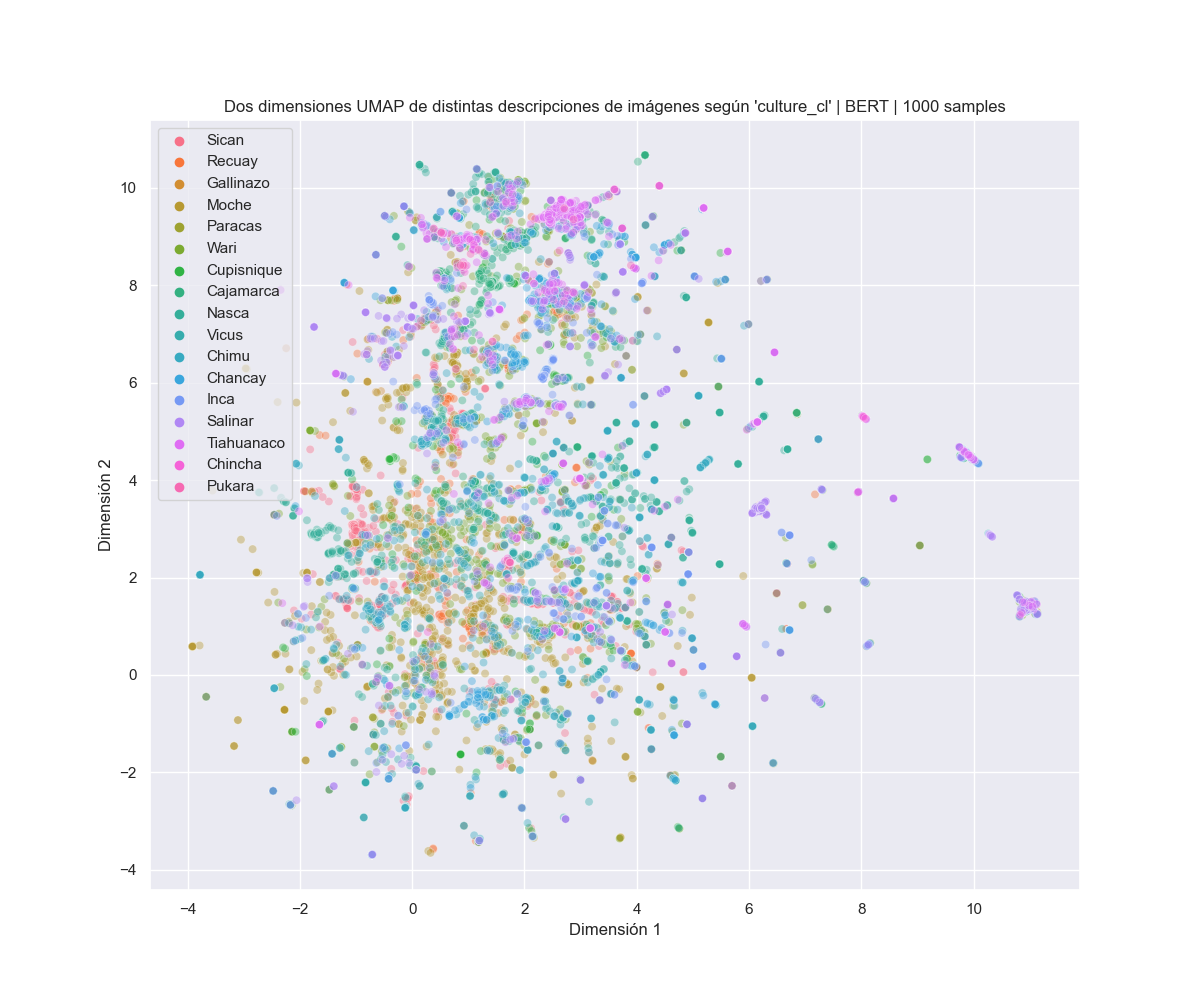 Dos dimensiones UMAP de distintas descripciones de imágenes según 'culture_cl' | BERT | 1000 samples
Sican
Recuay
Gallinazo
Moche
Paracas
Wari
Cupisnique
Cajamarca
Nasca
Vicus
Chimu
Chancay
Inca
Salinar
Tiahuanaco
Chincha
Pukara
10
8
6
4
2
0
−2
−4
Dimensión 2
−4 −2 0 2 4 6 8 10
Dimensión 1